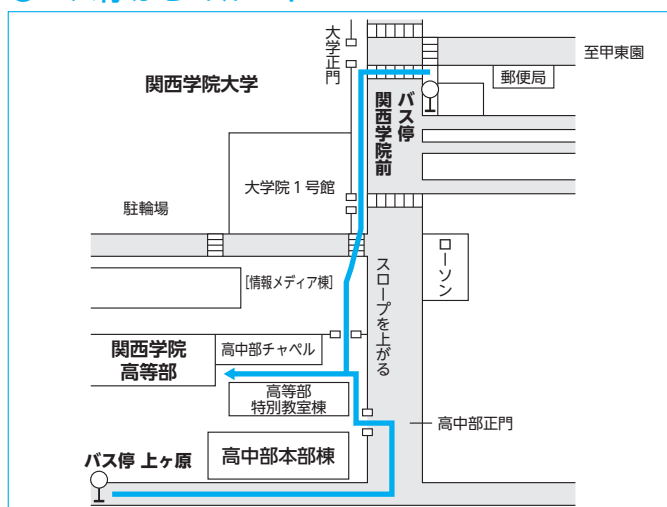 大学正門
至甲東園
関西学院大学
郵便局
バス停
関西学院前
大学院1号館
駐輪場
ローソン
スロープを上がる
[情報メディア棟]
関西学院
高等部
高中部チャペル
高等部
特別教室棟
高中部正門
高中部本部棟
バス停 上ヶ原